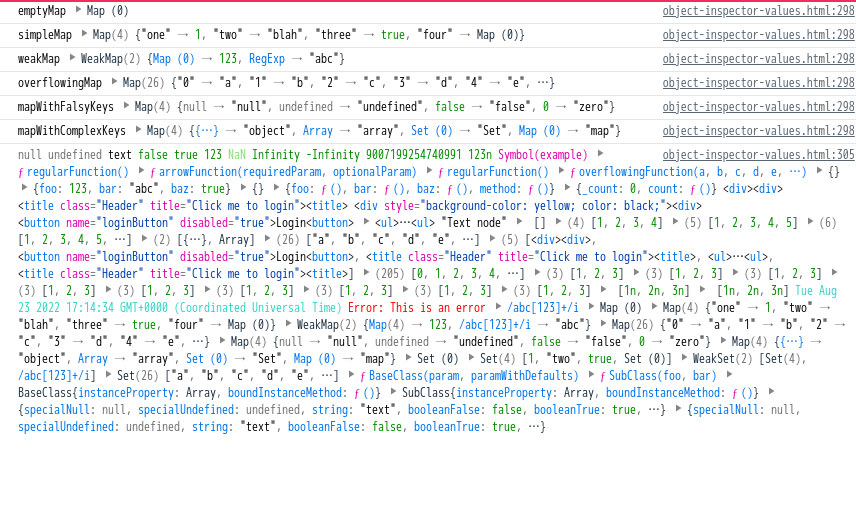 emptyMap ▶ Map (0) object-inspector-values.html:298
simpleMap ▶ Map(4) {"one" → 1, "two" → "blah", "three" → true, "four" → Map (0)} object-inspector-values.html:298
weakMap ▶ WeakMap(2) {Map (0) → 123, RegExp → "abc"} object-inspector-values.html:298
overflowingMap ▶ Map(26) {"0" → "a", "1" → "b", "2" → "c", "3" → "d", "4" → "e", …} object-inspector-values.html:298
mapWithFalsyKeys ▶ Map(4) {null → "null", undefined → "undefined", false → "false", 0 → "zero"} object-inspector-values.html:298
mapWithComplexKeys ▶ Map(4) {{…} → "object", Array → "array", Set (0) → "Set", Map (0) → "map"} object-inspector-values.html:298
null undefined text false true 123 NaN Infinity -Infinity 9007199254740991 123n Symbol(example) ▶ object-inspector-values.html:305
ƒ regularFunction() ▶ ƒ arrowFunction(requiredParam, optionalParam) ▶ ƒ regularFunction() ▶ ƒ overflowingFunction(a, b, c, d, e, …) ▶ {}
▶ {foo: 123, bar: "abc", baz: true} ▶ {} ▶ {foo: ƒ (), bar: ƒ (), baz: ƒ (), method: ƒ ()} ▶ {_count: 0, count: ƒ ()} <div><div>
<title class="Header" title="Click me to login"><title> <div style="background-color: yellow; color: black;"><div>
<button name="loginButton" disabled="true">Login<button> ▶ <ul>…<ul> "Text node" ▶ [] ▶ (4) [1, 2, 3, 4] ▶ (5) [1, 2, 3, 4, 5] ▶ (6)
[1, 2, 3, 4, 5, …] ▶ (2) [{…}, Array] ▶ (26) ["a", "b", "c", "d", "e", …] ▶ (5) [<div><div>,
<button name="loginButton" disabled="true">Login<button>, <title class="Header" title="Click me to login"><title>, <ul>…<ul>,
<title class="Header" title="Click me to login"><title>] ▶ (205) [0, 1, 2, 3, 4, …] ▶ (3) [1, 2, 3] ▶ (3) [1, 2, 3] ▶ (3) [1, 2, 3] ▶
(3) [1, 2, 3] ▶ (3) [1, 2, 3] ▶ (3) [1, 2, 3] ▶ (3) [1, 2, 3] ▶ (3) [1, 2, 3] ▶ (3) [1, 2, 3] ▶ [1n, 2n, 3n] ▶ [1n, 2n, 3n] Tue Aug
23 2022 17:14:34 GMT+0000 (Coordinated Universal Time) Error: This is an error ▶ /abc[123]+/i ▶ Map (0) ▶ Map(4) {"one" → 1, "two" →
"blah", "three" → true, "four" → Map (0)} ▶ WeakMap(2) {Map(4) → 123, /abc[123]+/i → "abc"} ▶ Map(26) {"0" → "a", "1" → "b", "2" →
"c", "3" → "d", "4" → "e", …} ▶ Map(4) {null → "null", undefined → "undefined", false → "false", 0 → "zero"} ▶ Map(4) {{…} →
"object", Array → "array", Set (0) → "Set", Map (0) → "map"} ▶ Set (0) ▶ Set(4) [1, "two", true, Set (0)] ▶ WeakSet(2) [Set(4),
/abc[123]+/i] ▶ Set(26) ["a", "b", "c", "d", "e", …] ▶ ƒ BaseClass(param, paramWithDefaults) ▶ ƒ SubClass(foo, bar) ▶
BaseClass{instanceProperty: Array, boundInstanceMethod: ƒ ()} ▶ SubClass{instanceProperty: Array, boundInstanceMethod: ƒ ()} ▶
{specialNull: null, specialUndefined: undefined, string: "text", booleanFalse: false, booleanTrue: true, …} ▶ {specialNull: null,
specialUndefined: undefined, string: "text", booleanFalse: false, booleanTrue: true, …}